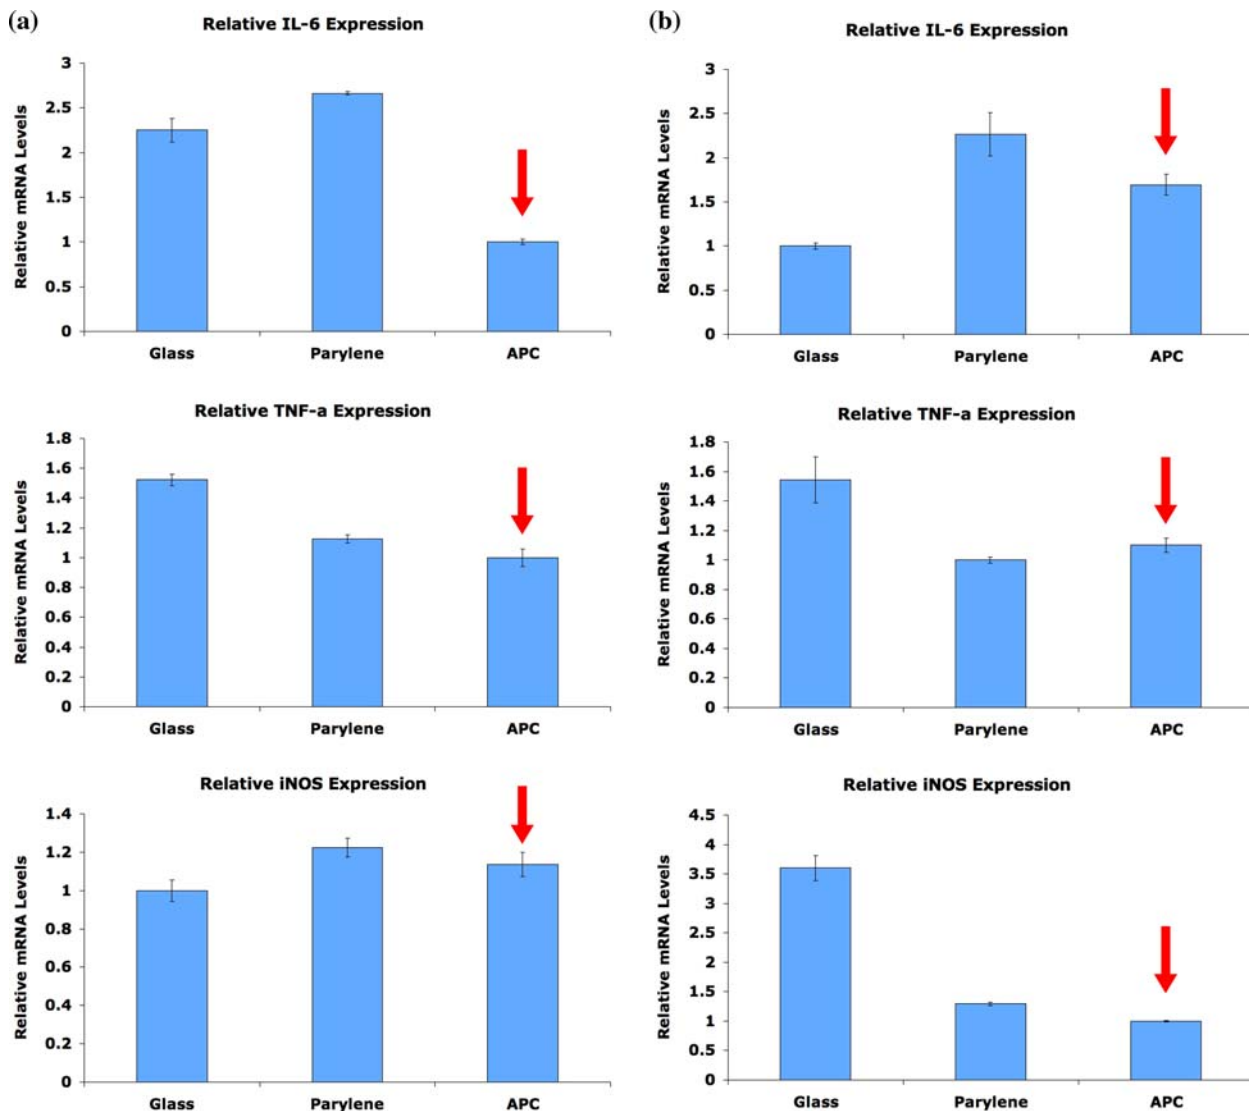 (a)
Relative IL-6 Expression
Relative mRNA Levels
3
2.5
2
1.5
1
0.5
0
Glass Parylene APC
Relative TNF-a Expression
Relative mRNA Levels
1.8
1.6
1.4
1.2
1
0.8
0.6
0.4
0.2
0
Glass Parylene APC
Relative iNOS Expression
Relative mRNA Levels
1.4
1.2
1
0.8
0.6
0.4
0.2
0
Glass Parylene APC
(b)
Relative IL-6 Expression
Relative mRNA Levels
3
2.5
2
1.5
1
0.5
0
Glass Parylene APC
Relative TNF-a Expression
Relative mRNA Levels
1.8
1.6
1.4
1.2
1
0.8
0.6
0.4
0.2
0
Glass Parylene APC
Relative iNOS Expression
Relative mRNA Levels
4.5
4
3.5
3
2.5
2
1.5
1
0.5
0
Glass Parylene APC